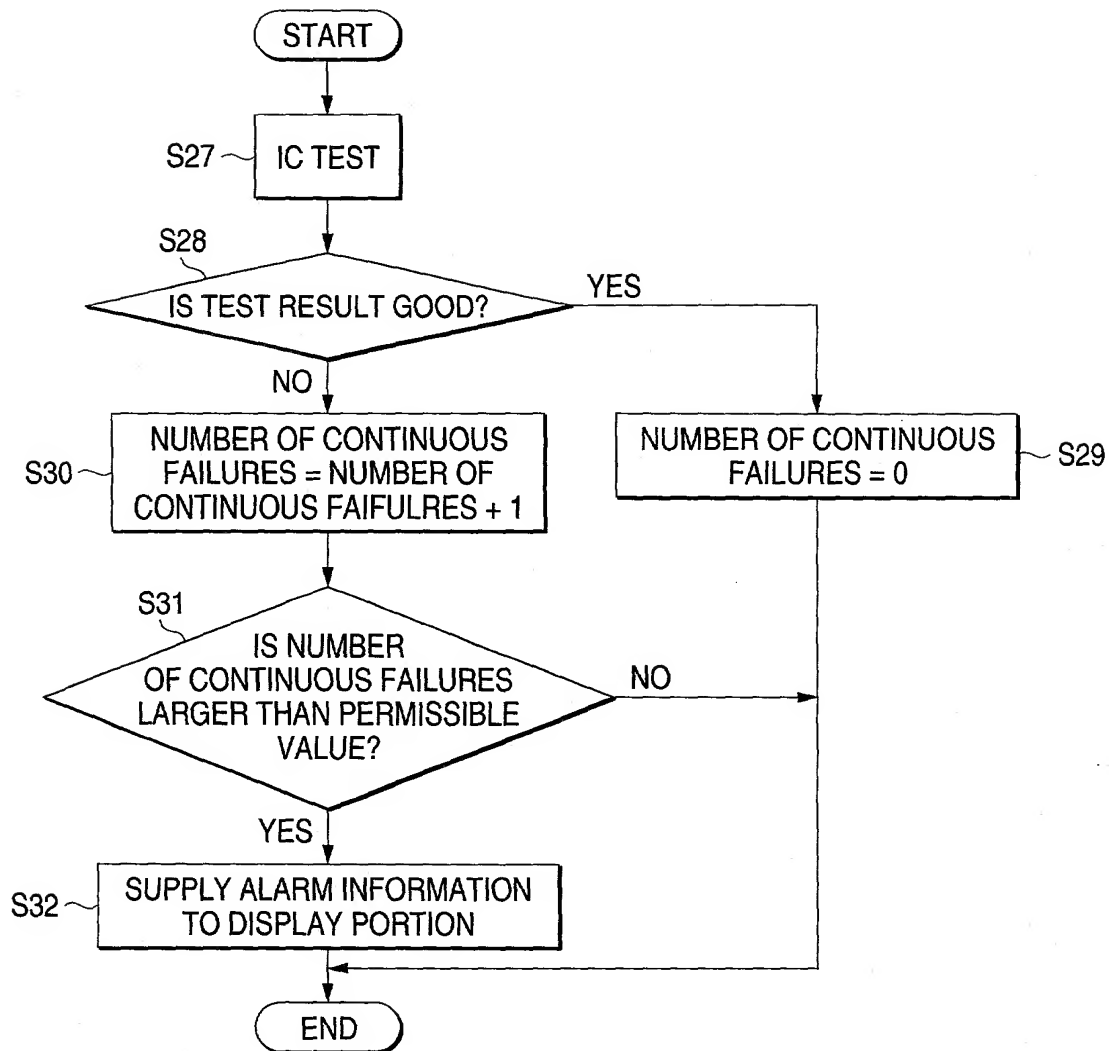 START
S27
IC TEST
S28
IS TEST RESULT GOOD?
YES
NO
S30
NUMBER OF CONTINUOUS
FAILURES = NUMBER OF
CONTINUOUS FAIFULRES + 1
NUMBER OF CONTINUOUS
FAILURES = 0
S29
S31
IS NUMBER
OF CONTINUOUS FAILURES
LARGER THAN PERMISSIBLE
VALUE?
NO
YES
S32
SUPPLY ALARM INFORMATION
TO DISPLAY PORTION
END